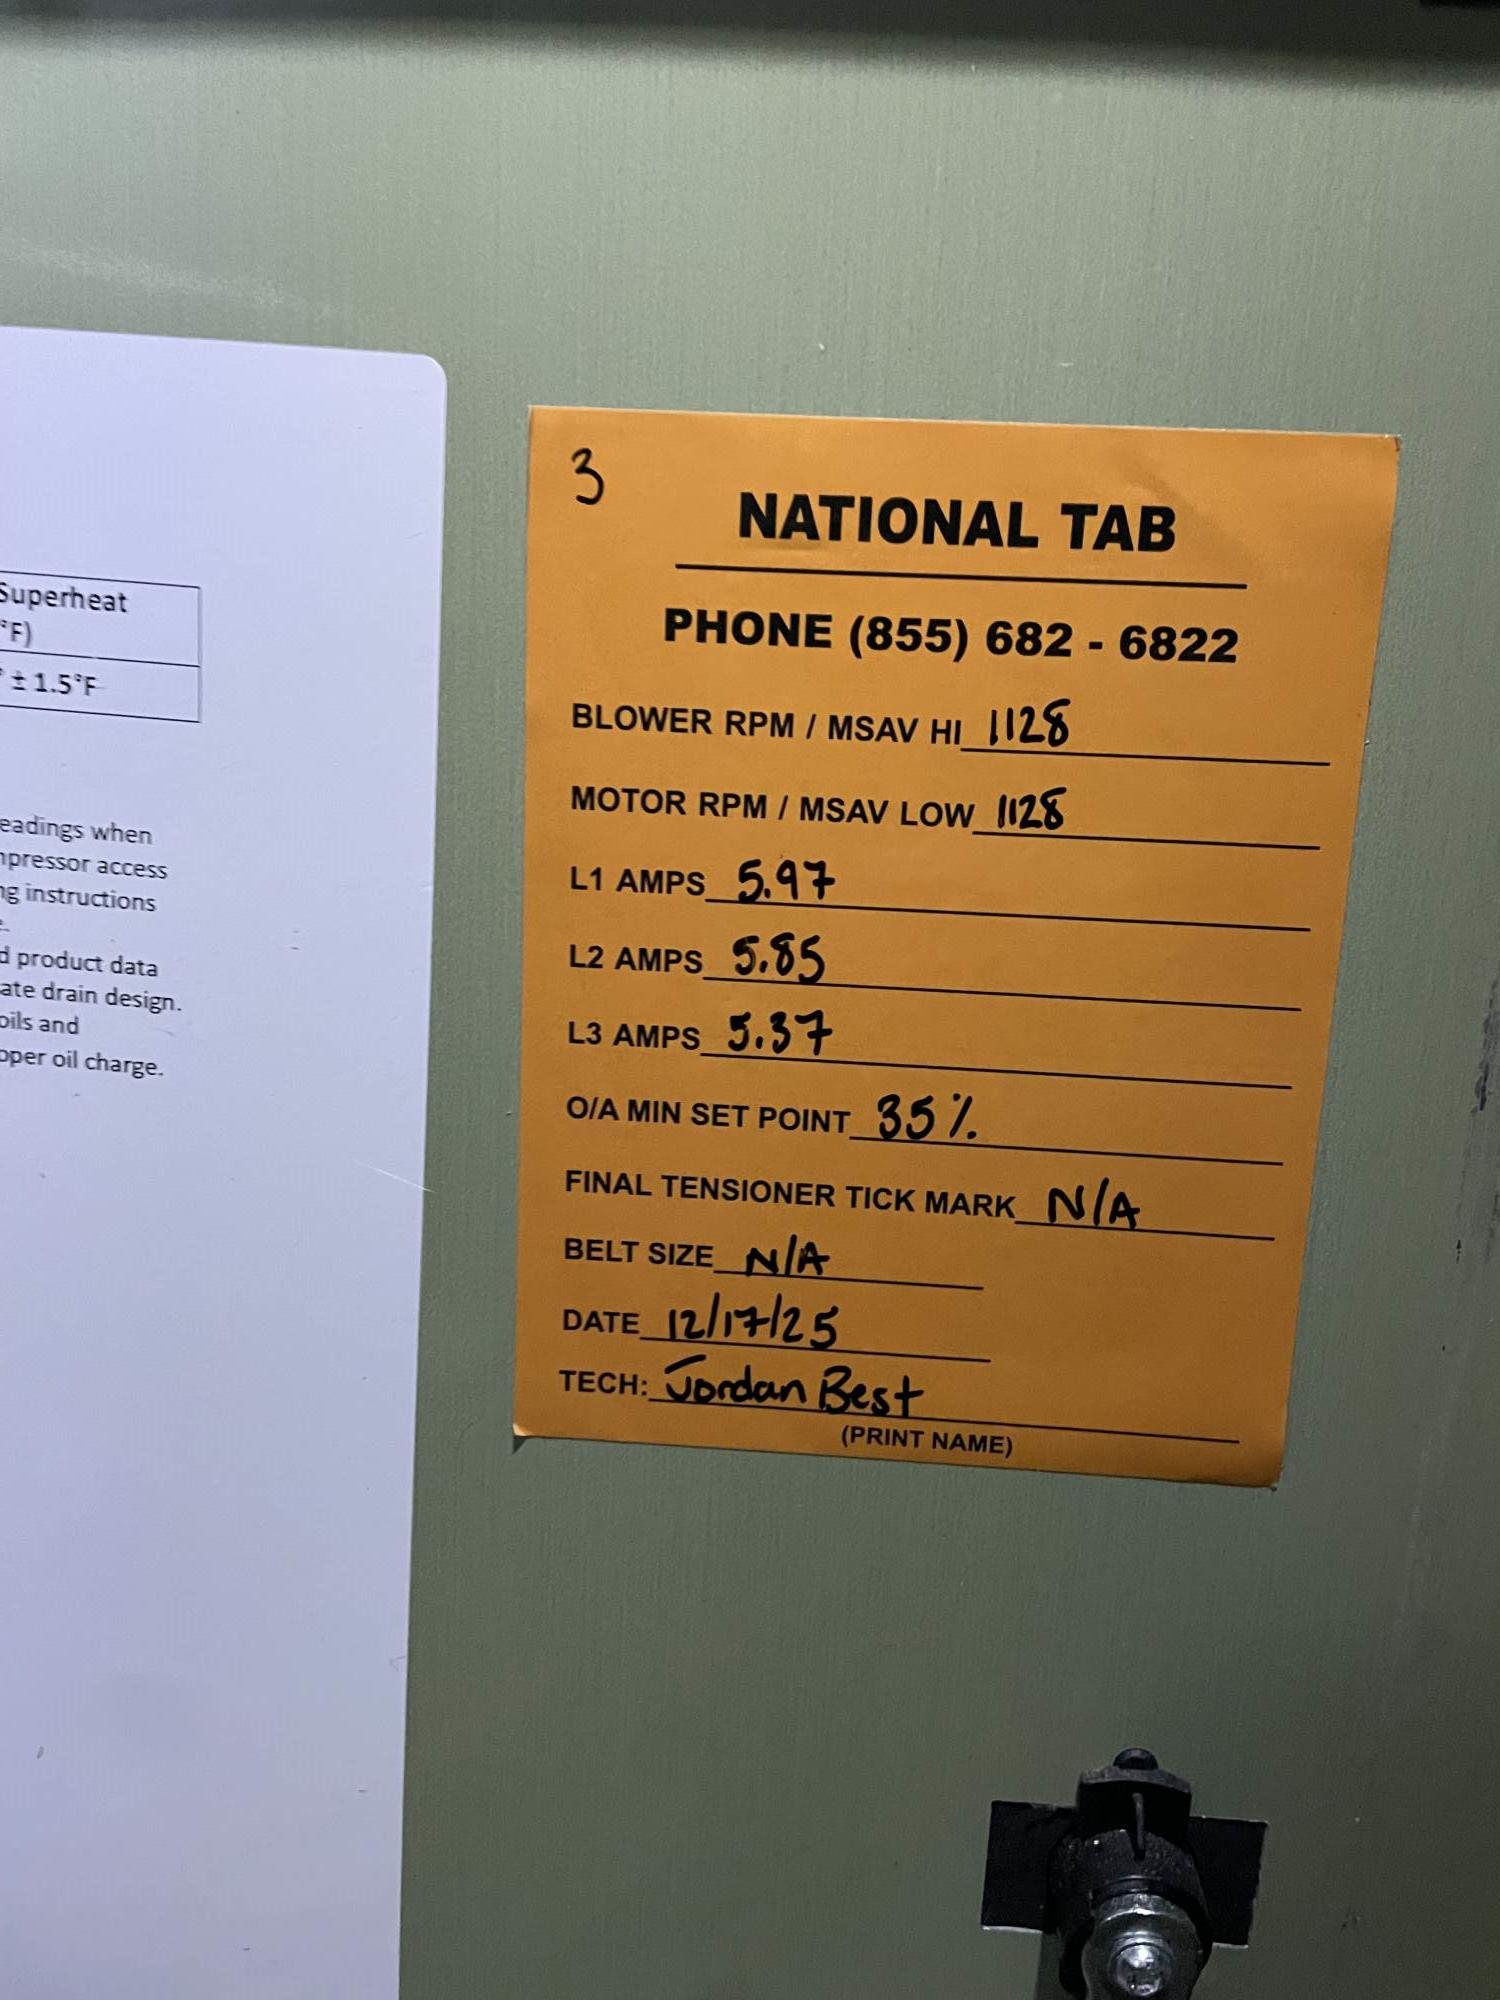 Superheat
°F)
° ± 1.5°F
eadings when
mpressor access
ng instructions
e.
d product data
ate drain design.
oils and
oper oil charge.
3
NATIONAL TAB
PHONE (855) 682 - 6822
BLOWER RPM / MSAV HI 1128
MOTOR RPM / MSAV LOW 1128
L1 AMPS 5.97
L2 AMPS 5.85
L3 AMPS 5.37
O/A MIN SET POINT 35%
FINAL TENSIONER TICK MARK N/A
BELT SIZE N/A
DATE 12/17/25
TECH: Jordan Best
(PRINT NAME)